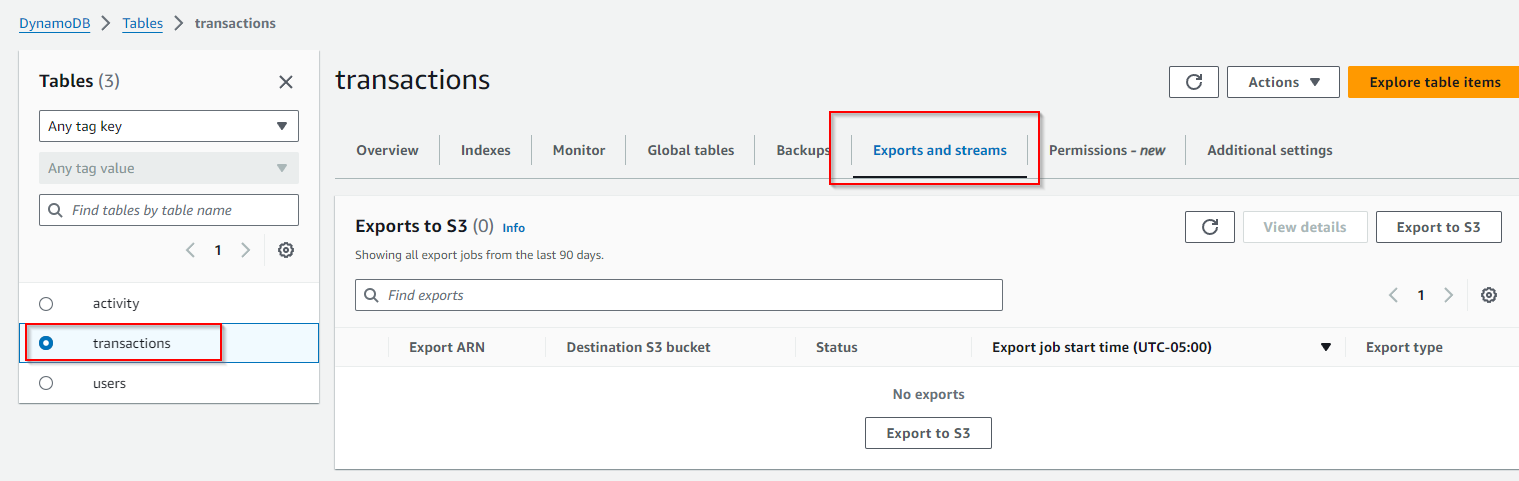 DynamoDB > Tables > transactions
Tables (3)
Any tag key
Any tag value
Find tables by table name
1
activity
transactions
users
transactions
Actions
Explore table items
Overview
Indexes
Monitor
Global tables
Backups
Exports and streams
Permissions - new
Additional settings
Exports to S3 (0) Info
View details
Export to S3
Showing all export jobs from the last 90 days.
Find exports
1
Export ARN
Destination S3 bucket
Status
Export job start time (UTC-05:00)
Export type
No exports
Export to S3